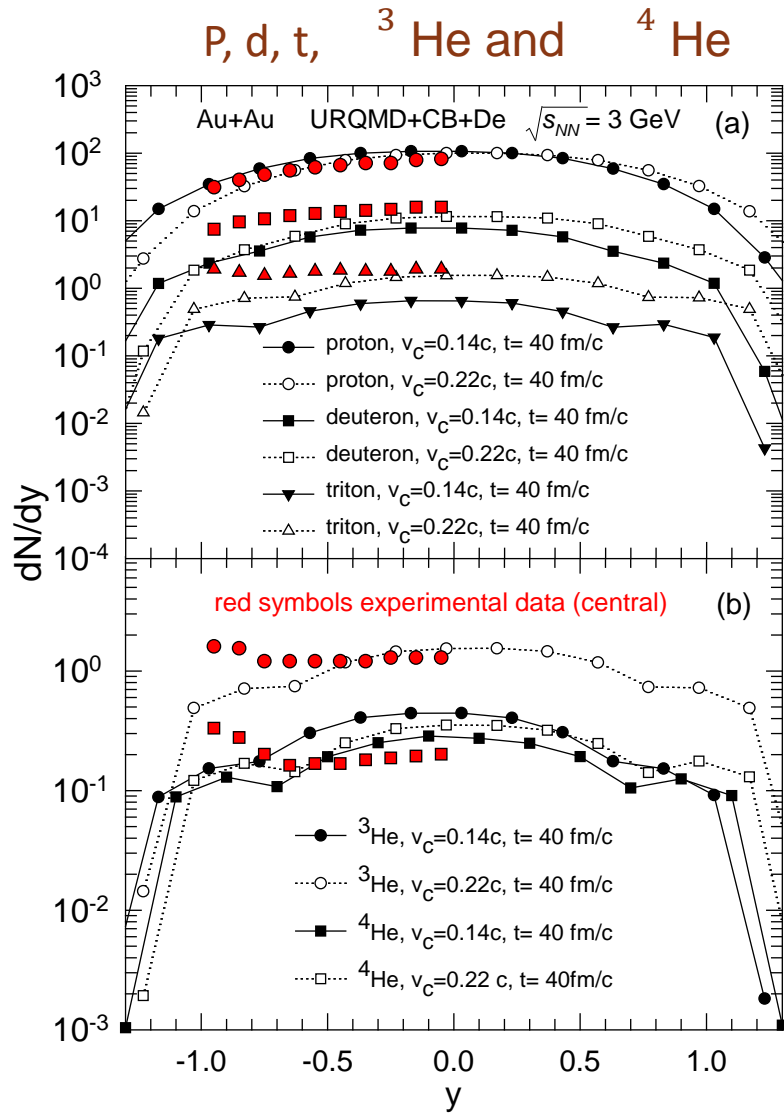 P, d, t, ³ He and ⁴ He
10³
Au+Au URQMD+CB+De √s_NN = 3 GeV (a)
10²
10¹
10⁰
10⁻¹
10⁻²
10⁻³
10⁻⁴
proton, v_c=0.14c, t= 40 fm/c
proton, v_c=0.22c, t= 40 fm/c
deuteron, v_c=0.14c, t= 40 fm/c
deuteron, v_c=0.22c, t= 40 fm/c
triton, v_c=0.14c, t= 40 fm/c
triton, v_c=0.22c, t= 40 fm/c
dN/dy
red symbols experimental data (central) (b)
10⁰
10⁻¹
10⁻²
10⁻³
³He, v_c=0.14c, t= 40 fm/c
³He, v_c=0.22c, t= 40 fm/c
⁴He, v_c=0.14c, t= 40 fm/c
⁴He, v_c=0.22 c, t= 40fm/c
-1.0 -0.5 0.0 0.5 1.0
y